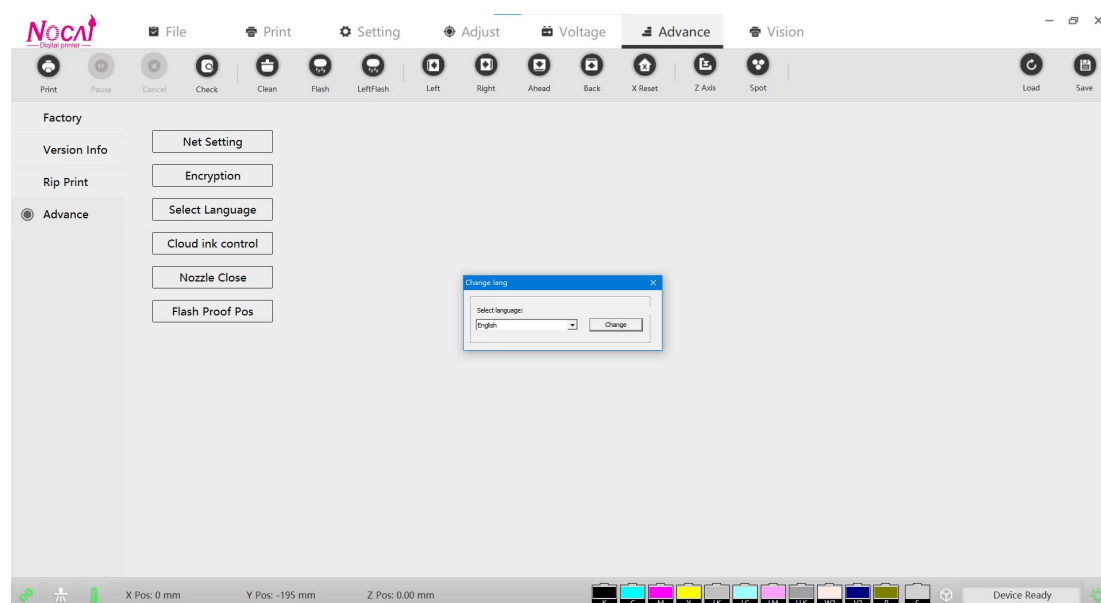 NOCAI
Digital printer
File Print Setting Adjust Voltage Advance Vision
Print Pause Cancel Check Clean Flash LeftFlash Left Right Ahead Back X Reset Z Axis Spot Load Save
Factory
Version Info
Rip Print
Advance
Net Setting
Encryption
Select Language
Cloud ink control
Nozzle Close
Flash Proof Pos
Change lang
Select language:
English Change
X Pos: 0 mm Y Pos: -195 mm Z Pos: 0.00 mm Device Ready